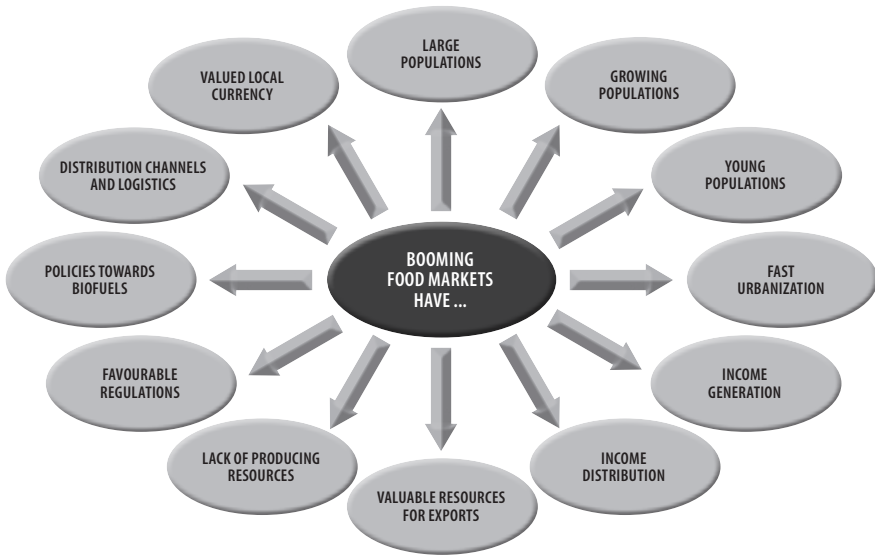 BOOMING
FOOD MARKETS
HAVE ...
LARGE
POPULATIONS
GROWING
POPULATIONS
YOUNG
POPULATIONS
FAST
URBANIZATION
INCOME
GENERATION
INCOME
DISTRIBUTION
VALUABLE RESOURCES
FOR EXPORTS
LACK OF PRODUCING
RESOURCES
FAVOURABLE
REGULATIONS
POLICIES TOWARDS
BIOFUELS
DISTRIBUTION CHANNELS
AND LOGISTICS
VALUED LOCAL
CURRENCY